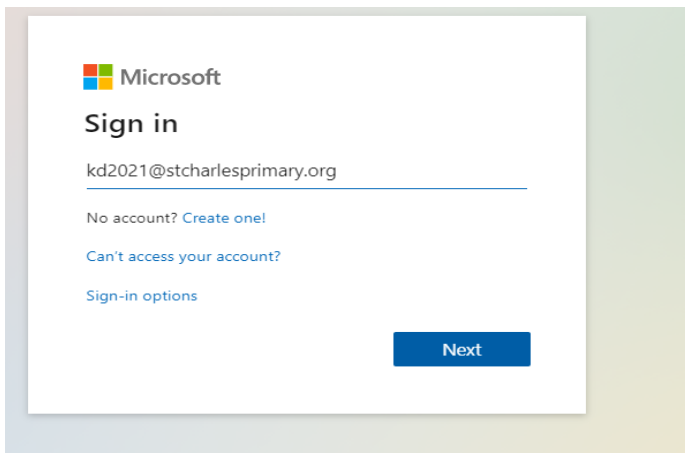 Microsoft
Sign in
kd2021@stcharlesprimary.org
No account? Create one!
Can't access your account?
Sign-in options
Next